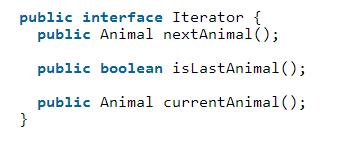 public interface Iterator {
  public Animal nextAnimal();
  public boolean isLastAnimal();
  public Animal currentAnimal();
}